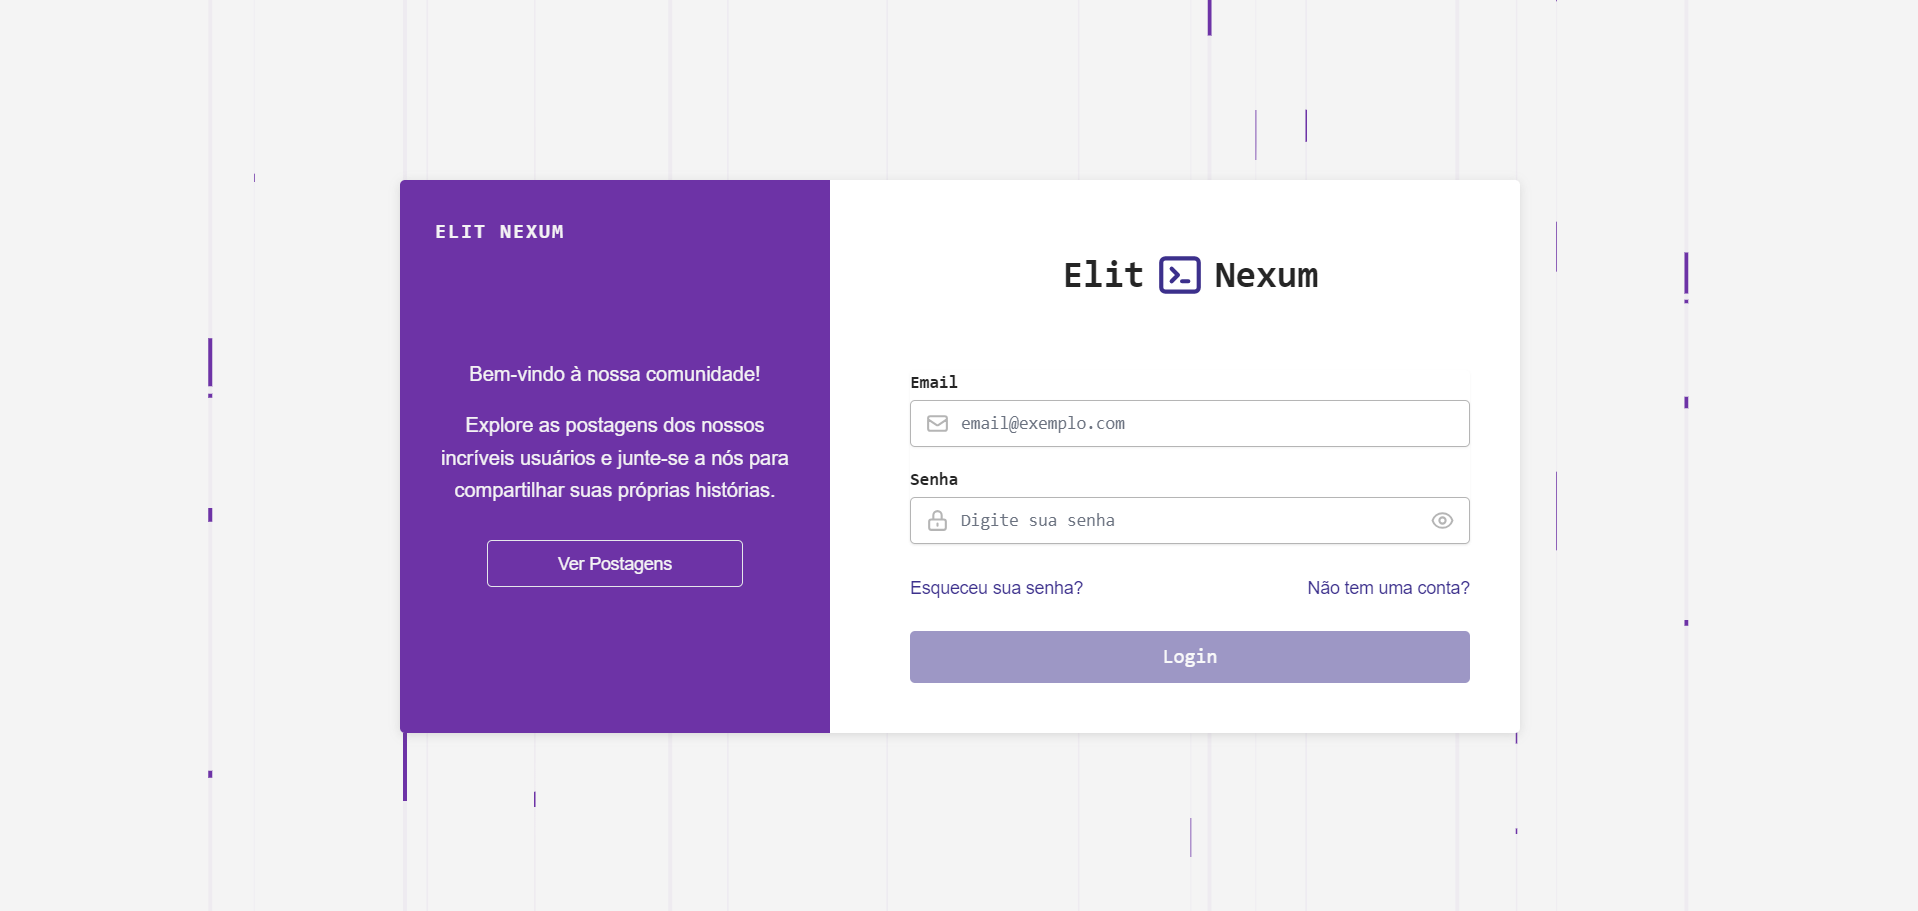 ELIT NEXUM
Bem-vindo à nossa comunidade!
Explore as postagens dos nossos
incríveis usuários e junte-se a nós para
compartilhar suas próprias histórias.
Ver Postagens
Elit Nexum
Email
email@exemplo.com
Senha
Digite sua senha
Esqueceu sua senha? Não tem uma conta?
Login